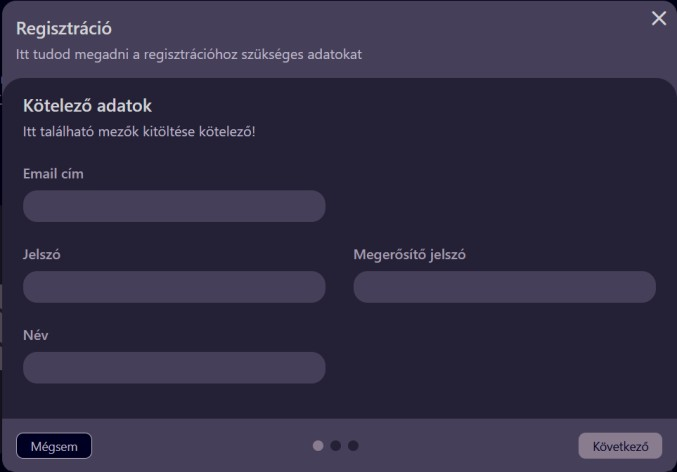 Regisztráció
Itt tudod megadni a regisztrációhoz szükséges adatokat
Kötelező adatok
Itt található mezők kitöltése kötelező!
Email cím
Jelszó
Megerősítő jelszó
Név
Mégsem
Következő